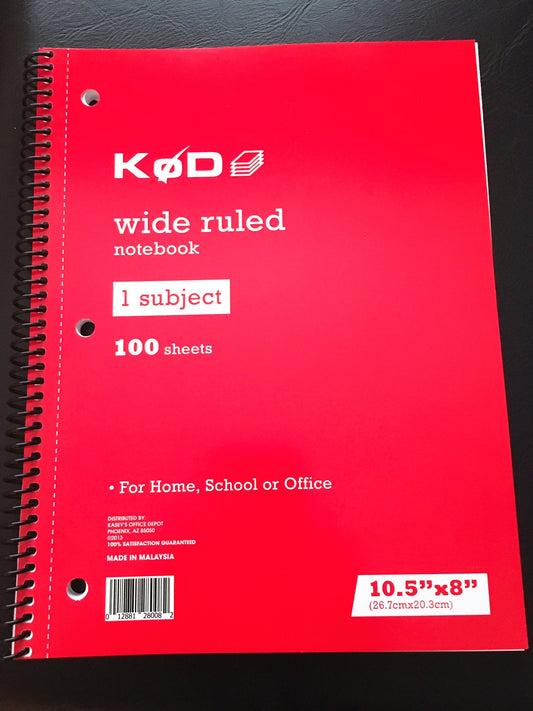 KØD
wide ruled
notebook
1 subject
100 sheets
• For Home, School or Office
DISTRIBUTED BY:
KASEY'S OFFICE DEPOT
PHOENIX, AZ 85050
©2013
100% SATISFACTION GUARANTEED
MADE IN MALAYSIA
10.5”x8”
(26.7cmx20.3cm)
0 12881 28008 2